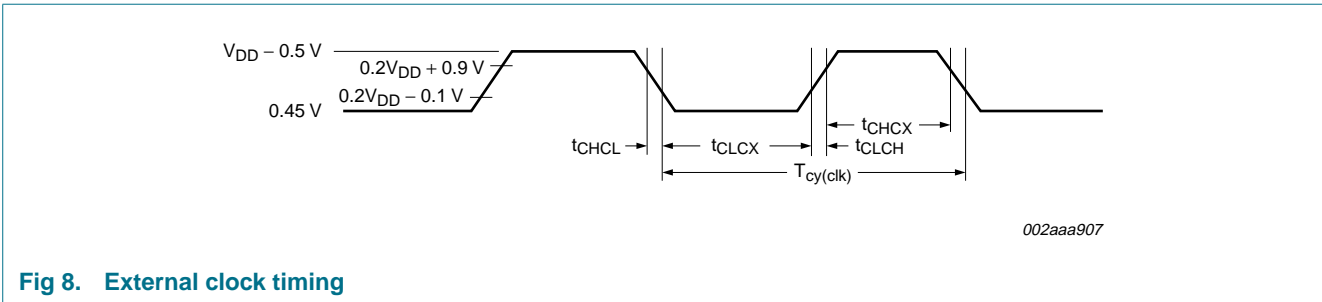 V_DD − 0.5 V
0.2V_DD + 0.9 V
0.2V_DD − 0.1 V
0.45 V
t_CHCX
t_CHCL
t_CLCX
t_CLCH
T_cy(clk)
002aaa907
Fig 8. External clock timing